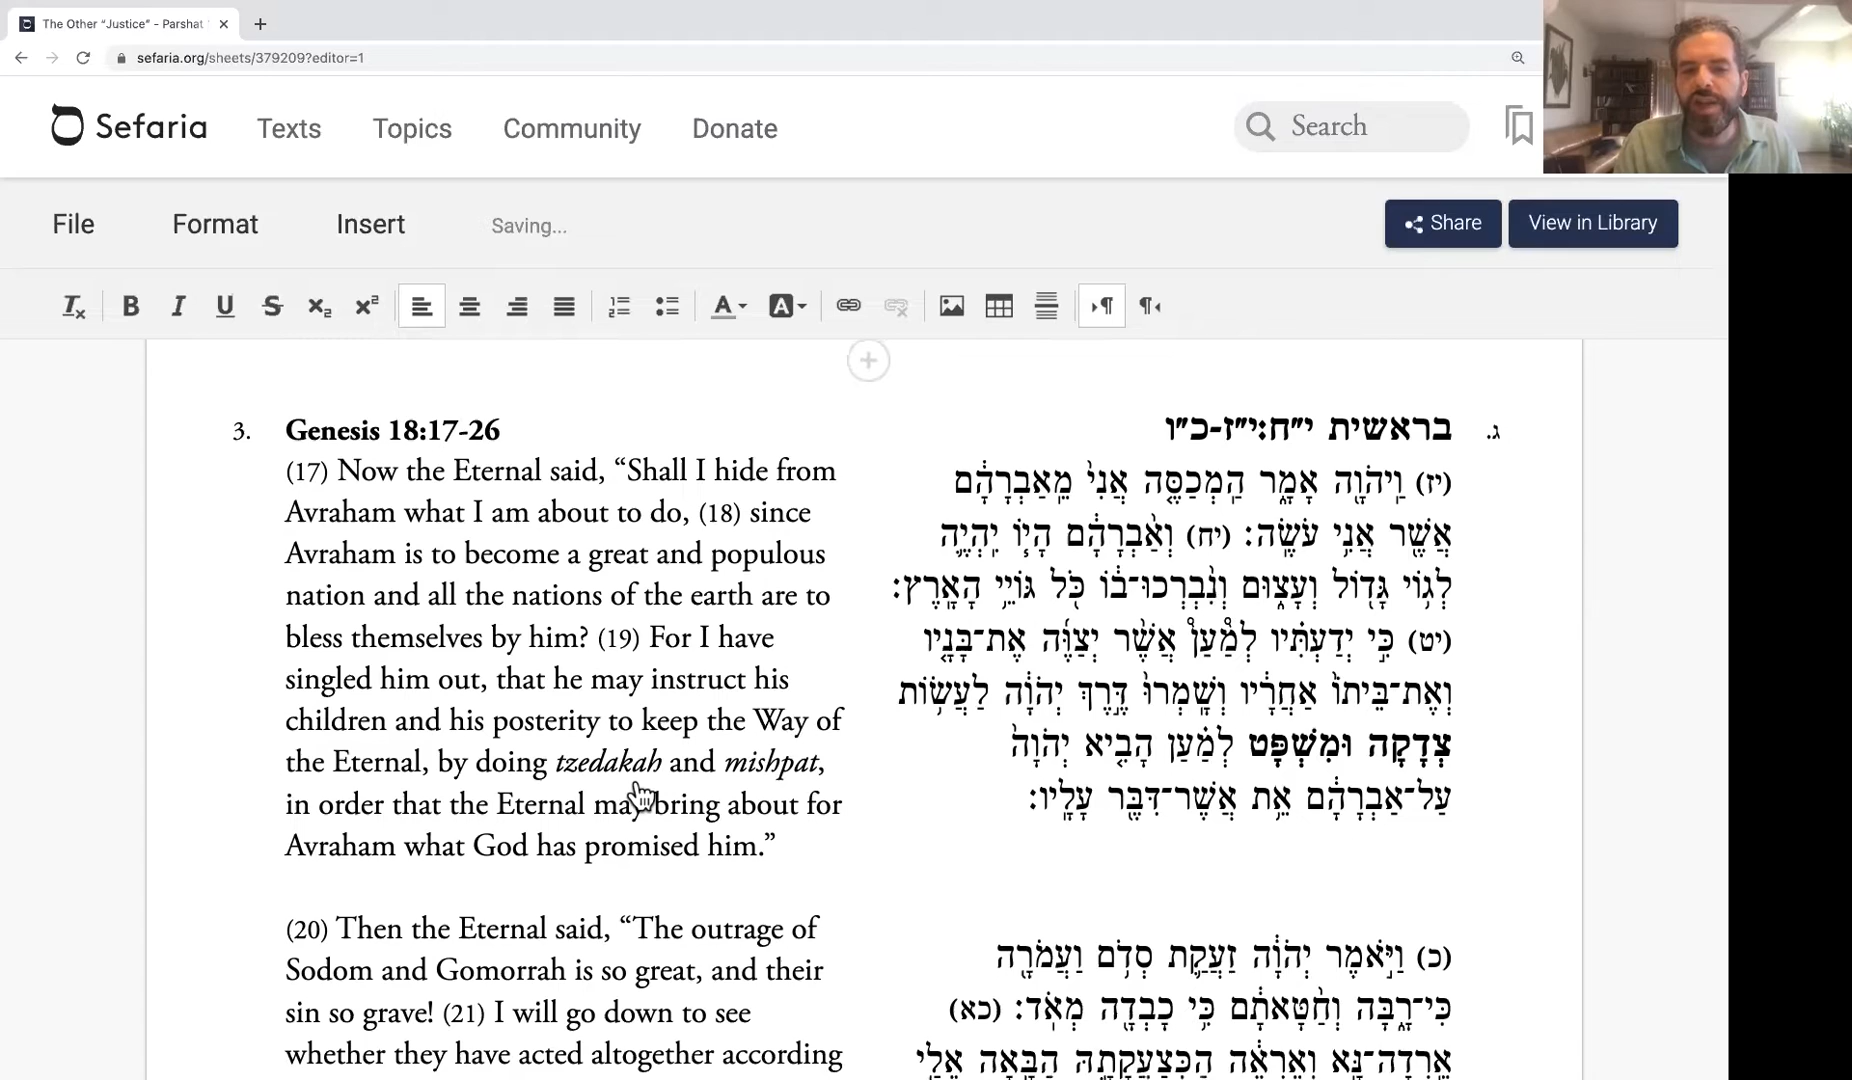 The Other “Justice” - Parshat
sefaria.org/sheets/379209?editor=1
Sefaria
Texts
Topics
Community
Donate
Search
File
Format
Insert
Saving...
Share
View in Library
3.
Genesis 18:17-26
(17) Now the Eternal said, “Shall I hide from
Avraham what I am about to do, (18) since
Avraham is to become a great and populous
nation and all the nations of the earth are to
bless themselves by him? (19) For I have
singled him out, that he may instruct his
children and his posterity to keep the Way of
the Eternal, by doing tzedakah and mishpat,
in order that the Eternal may bring about for
Avraham what God has promised him.”
(20) Then the Eternal said, “The outrage of
Sodom and Gomorrah is so great, and their
sin so grave! (21) I will go down to see
whether they have acted altogether according
ג.
בראשית י״ח:י״ז-כ״ו
(יז) וַֽיהֹוָ֖ה אָמָ֑ר הַֽמְכַסֶּ֤ה אֲנִי֙ מֵֽאַבְרָהָ֔ם
אֲשֶׁ֖ר אֲנִ֥י עֹשֶֽׂה׃ (יח) וְאַ֨בְרָהָ֔ם הָי֧וֹ יִֽהְיֶ֛ה
לְג֥וֹי גָּד֖וֹל וְעָצ֑וּם וְנִ֨בְרְכוּ־ב֔וֹ כֹּ֖ל גּוֹיֵ֥י הָאָֽרֶץ׃
(יט) כִּ֣י יְדַעְתִּ֗יו לְמַ֩עַן֩ אֲשֶׁ֨ר יְצַוֶּ֜ה אֶת־בָּנָ֤יו
וְאֶת־בֵּיתוֹ֙ אַחֲרָ֔יו וְשָֽׁמְרוּ֙ דֶּ֣רֶךְ יְהֹוָ֔ה לַעֲשׂ֥וֹת
צְדָקָ֖ה וּמִשְׁפָּ֑ט לְמַ֗עַן הָבִ֤יא יְהֹוָה֙
עַל־אַבְרָהָ֔ם אֵ֥ת אֲשֶׁר־דִּבֶּ֖ר עָלָֽיו׃
(כ) וַיֹּ֣אמֶר יְהֹוָ֔ה זַעֲקַ֛ת סְדֹ֥ם וַעֲמֹרָ֖ה
כִּי־רָ֑בָּה וְחַ֨טָּאתָ֔ם כִּ֥י כָבְדָ֖ה מְאֹֽד׃ (כא)
אֵֽרְדָה־נָּ֣א וְאֶרְאֶ֔ה הַכְּצַעֲקָתָ֛הּ הַבָּ֥אָה אֵלַ֖י